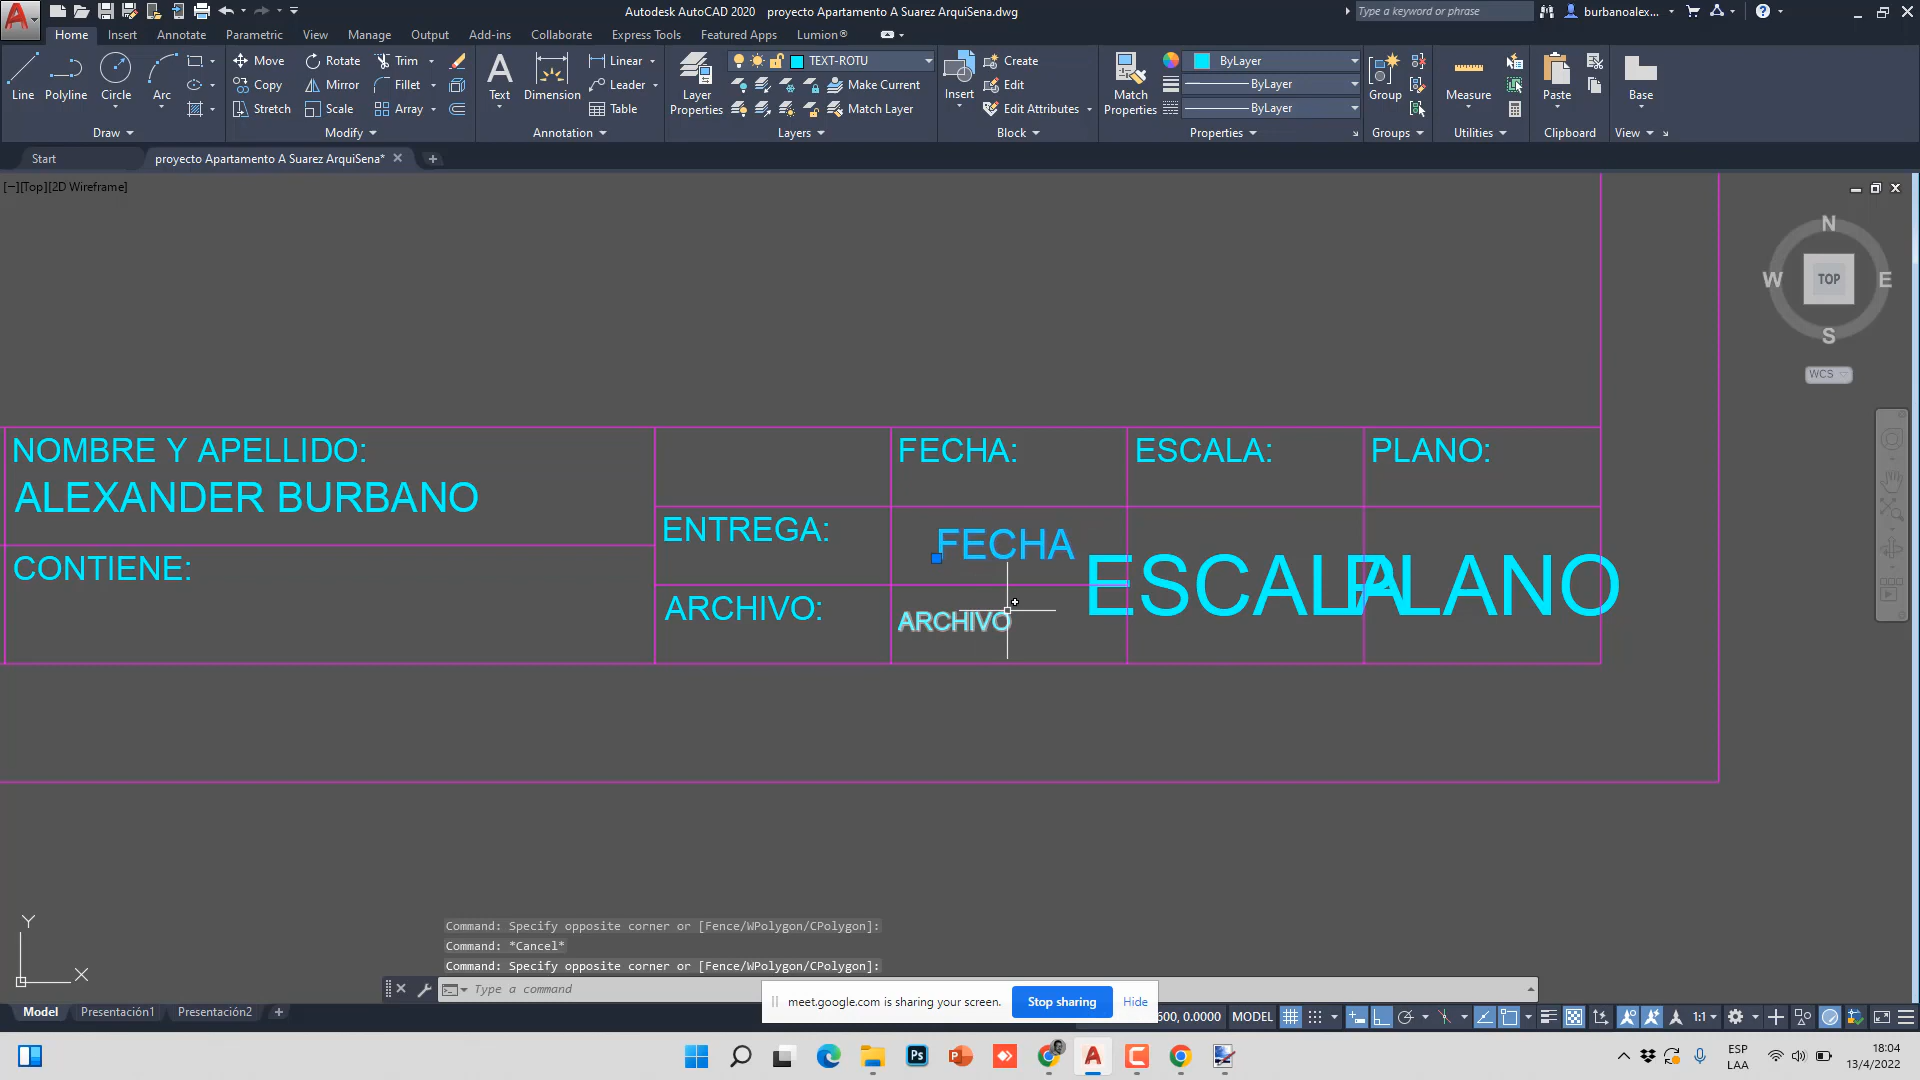 Autodesk AutoCAD 2020 proyecto Apartamento A Suarez ArquiSena.dwg
Type a keyword or phrase
burbanoalex...
Home Insert Annotate Parametric View Manage Output Add-ins Collaborate Express Tools Featured Apps Lumion®
Line Polyline Circle Arc
Move Rotate Trim
Copy Mirror Fillet
Stretch Scale Array
Text Dimension
Linear
Leader
Table
Layer Properties
TEXT-ROTU
Make Current
Match Layer
Insert
Create
Edit
Edit Attributes
Match Properties
ByLayer
ByLayer
ByLayer
Group Measure Paste Base
Draw Modify Annotation Layers Block Properties Groups Utilities Clipboard View
Start proyecto Apartamento A Suarez ArquiSena*
[−][Top][2D Wireframe]
N
W TOP E
S
WCS
NOMBRE Y APELLIDO: FECHA: ESCALA: PLANO:
ALEXANDER BURBANO
ENTREGA: FECHA
CONTIENE: ESCALA PLANO
ARCHIVO: ARCHIVO
Y
X
Command: Specify opposite corner or [Fence/WPolygon/CPolygon]:
Command: *Cancel*
Command: Specify opposite corner or [Fence/WPolygon/CPolygon]:
Type a command
meet.google.com is sharing your screen. Stop sharing Hide
Model Presentación1 Presentación2
600, 0.0000 MODEL 1:1
ESP
LAA
18:04
13/4/2022